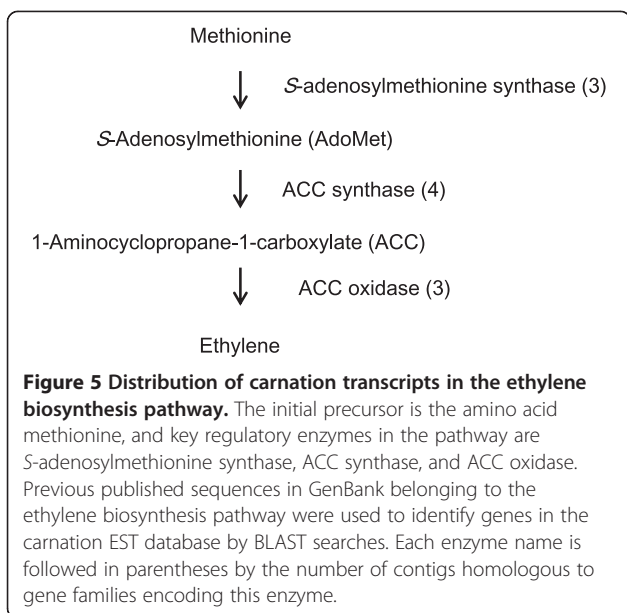 Methionine
S-adenosylmethionine synthase (3)
S-Adenosylmethionine (AdoMet)
ACC synthase (4)
1-Aminocyclopropane-1-carboxylate (ACC)
ACC oxidase (3)
Ethylene
Figure 5 Distribution of carnation transcripts in the ethylene
biosynthesis pathway. The initial precursor is the amino acid
methionine, and key regulatory enzymes in the pathway are
S-adenosylmethionine synthase, ACC synthase, and ACC oxidase.
Previous published sequences in GenBank belonging to the
ethylene biosynthesis pathway were used to identify genes in the
carnation EST database by BLAST searches. Each enzyme name is
followed in parentheses by the number of contigs homologous to
gene families encoding this enzyme.